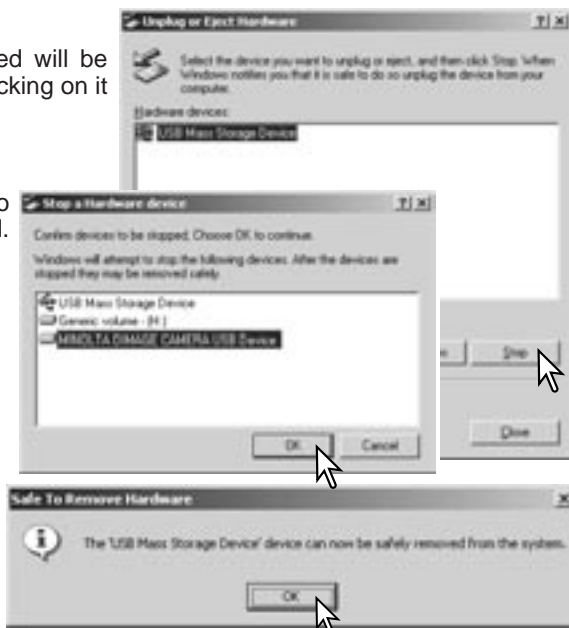 ed will be
cking on it
o
.
Unplug or Eject Hardware
Select the device you want to unplug or eject, and then click Stop. When
Windows notifies you that it is safe to do so unplug the device from your
computer.
Hardware devices:
USB Mass Storage Device
Stop
Close
Stop a Hardware device
Confirm devices to be stopped, Choose OK to continue.
Windows will attempt to stop the following devices. After the devices are
stopped they may be removed safely.
USB Mass Storage Device
Generic volume - (H:)
MINOLTA DIMAGE CAMERA USB Device
OK
Cancel
Safe To Remove Hardware
The 'USB Mass Storage Device' device can now be safely removed from the system.
OK